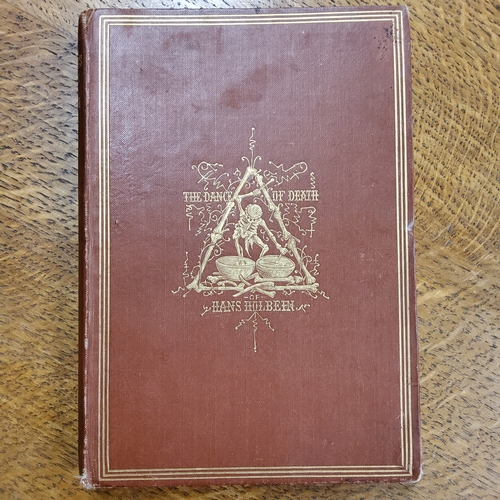 THE DANCE OF DEATH
OF
HANS HOLBEIN